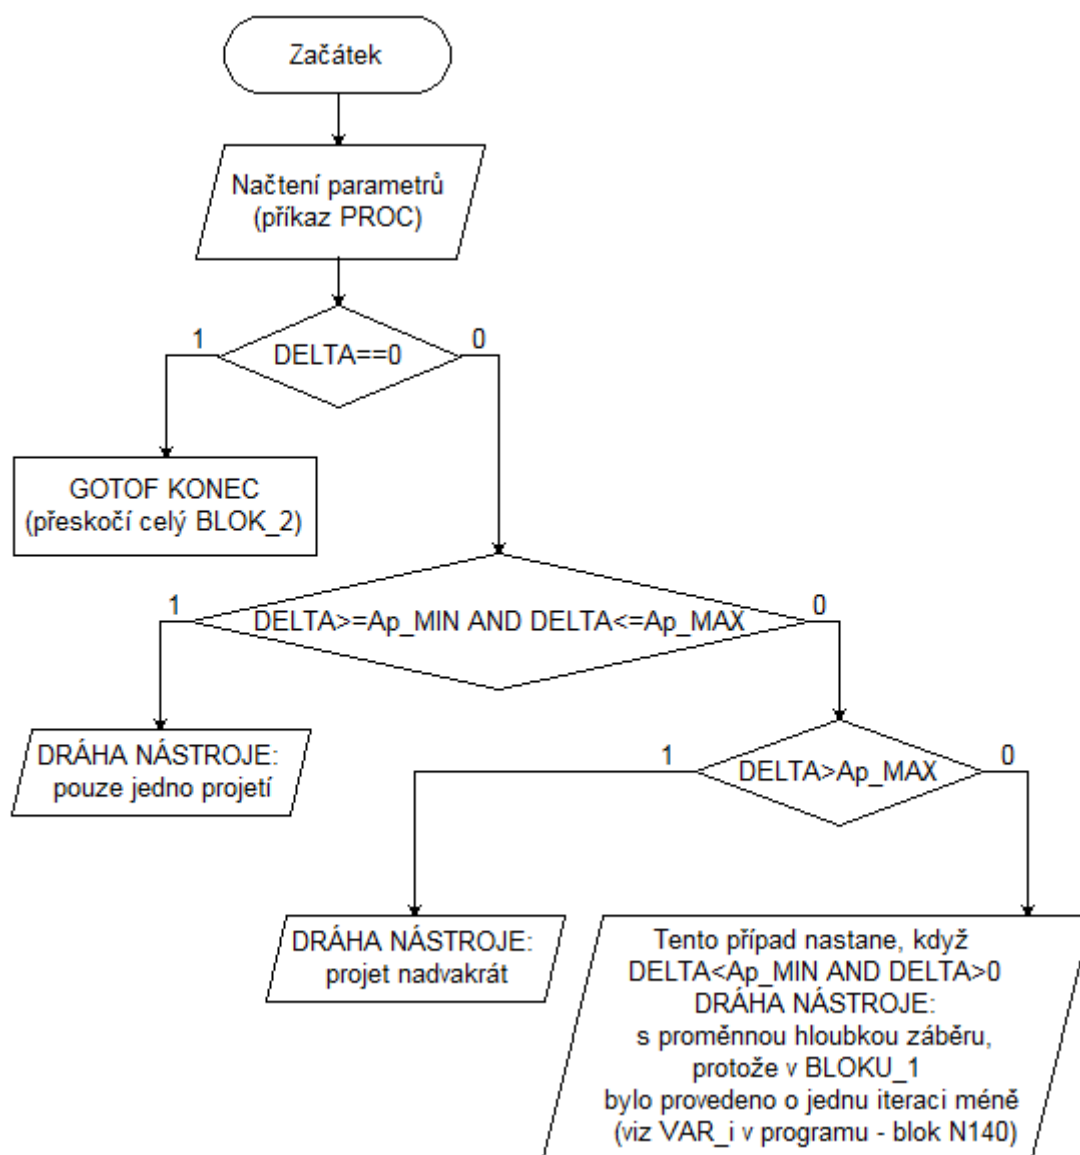 Začátek
Načtení parametrů
(příkaz PROC)
1
DELTA==0
0
GOTOF KONEC
(přeskočí celý BLOK_2)
1
DELTA>=Ap_MIN AND DELTA<=Ap_MAX
0
DRÁHA NÁSTROJE:
pouze jedno projetí
1
DELTA>Ap_MAX
0
DRÁHA NÁSTROJE:
projet nadvakrát
Tento případ nastane, když
DELTA<Ap_MIN AND DELTA>0
DRÁHA NÁSTROJE:
s proměnnou hloubkou záběru,
protože v BLOKU_1
bylo provedeno o jednu iteraci méně
(viz VAR_i v programu - blok N140)